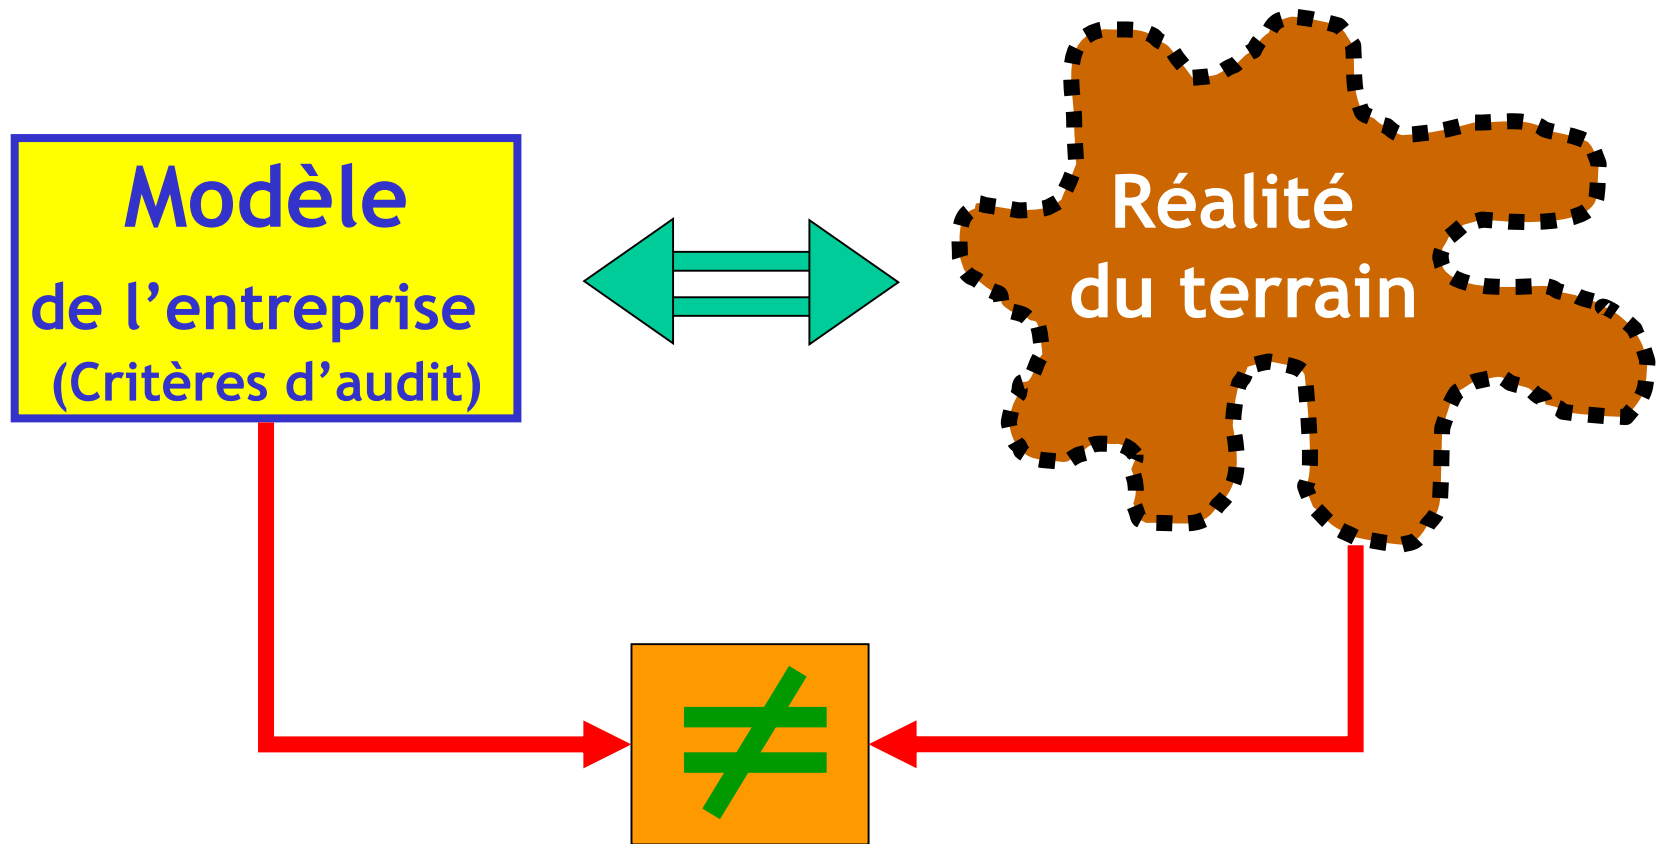 Modèle
de l’entreprise
(Critères d’audit)
Réalité
du terrain
≠